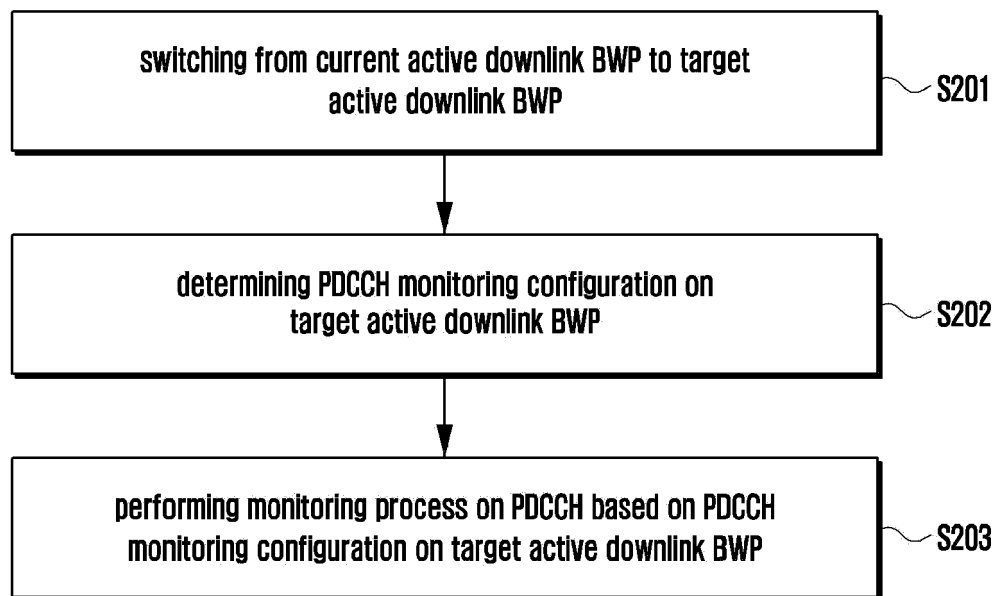 switching from current active downlink BWP to target
active downlink BWP
S201
determining PDCCH monitoring configuration on
target active downlink BWP
S202
performing monitoring process on PDCCH based on PDCCH
monitoring configuration on target active downlink BWP
S203